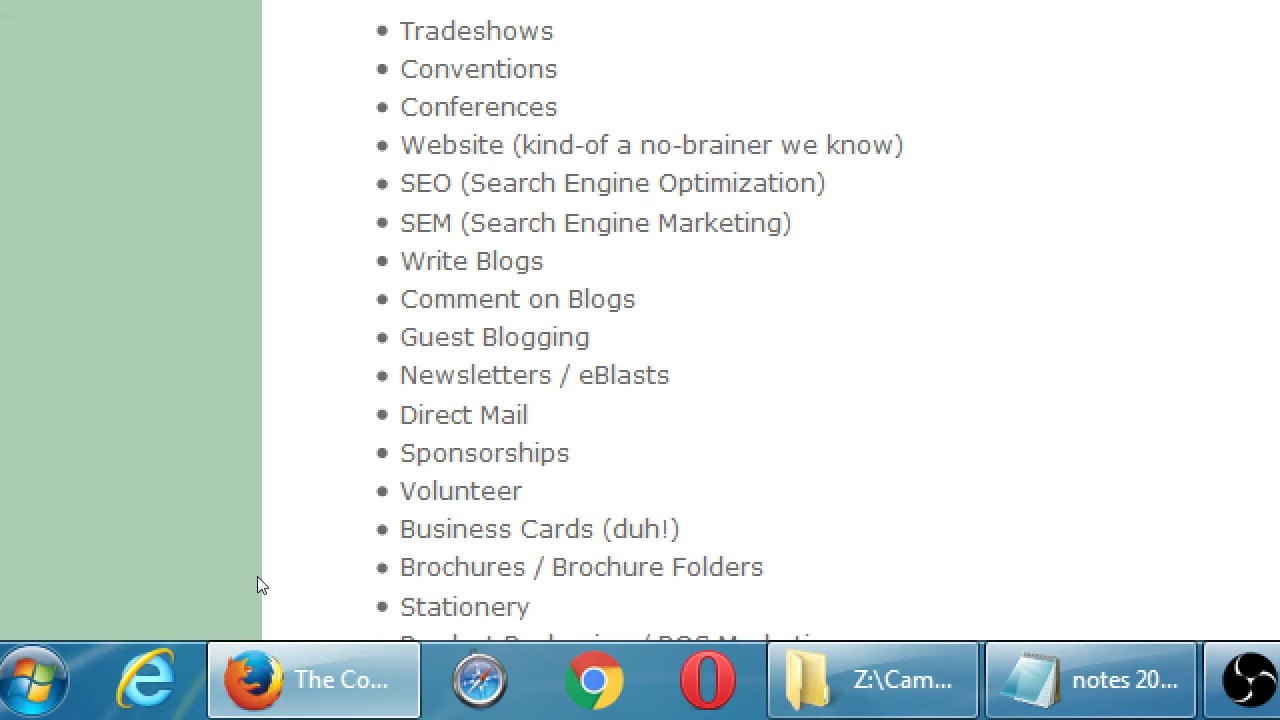 Tradeshows
Conventions
Conferences
Website (kind-of a no-brainer we know)
SEO (Search Engine Optimization)
SEM (Search Engine Marketing)
Write Blogs
Comment on Blogs
Guest Blogging
Newsletters / eBlasts
Direct Mail
Sponsorships
Volunteer
Business Cards (duh!)
Brochures / Brochure Folders
Stationery
The Co... Z:\Cam... notes 20...